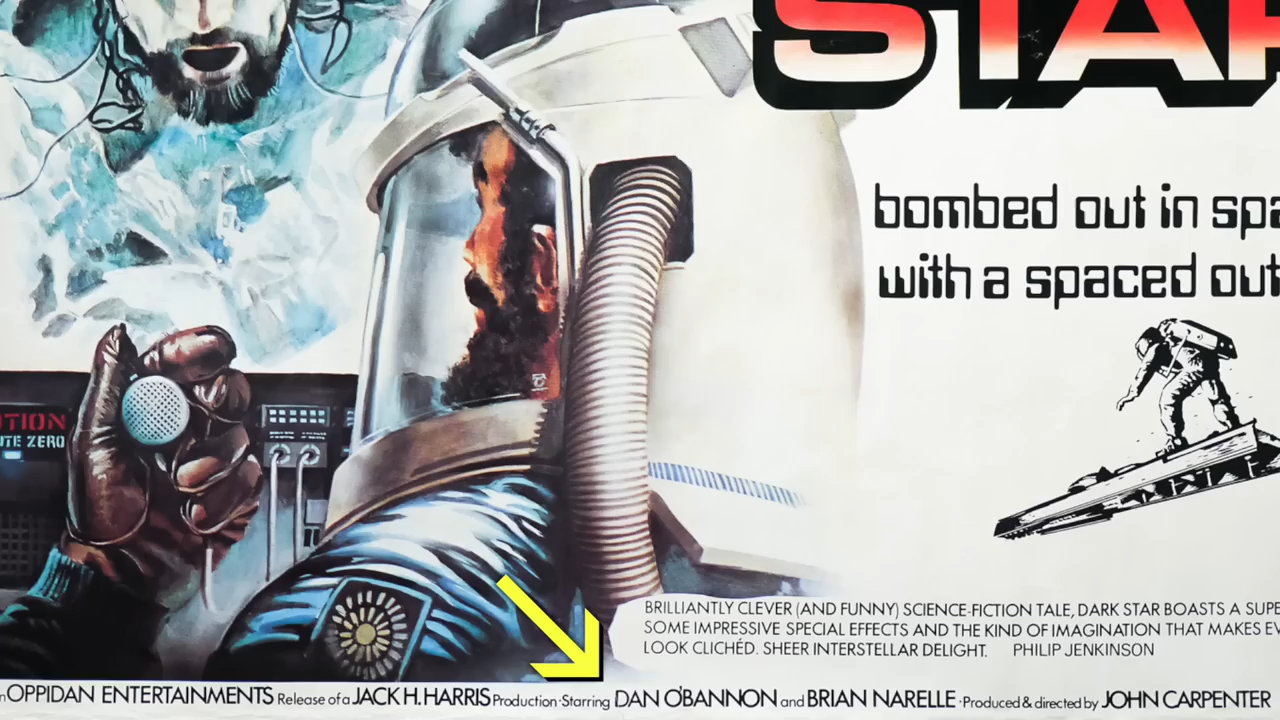 STAR
bombed out in spa
with a spaced out
TION
UTE ZERO
BRILLIANTLY CLEVER (AND FUNNY) SCIENCE-FICTION TALE, DARK STAR BOASTS A SUPE
SOME IMPRESSIVE SPECIAL EFFECTS AND THE KIND OF IMAGINATION THAT MAKES EV
LOOK CLICHÉD. SHEER INTERSTELLAR DELIGHT. PHILIP JENKINSON
n OPPIDAN ENTERTAINMENTS Release of a JACK H. HARRIS Production · Starring DAN O'BANNON and BRIAN NARELLE · Produced & directed by JOHN CARPENTER